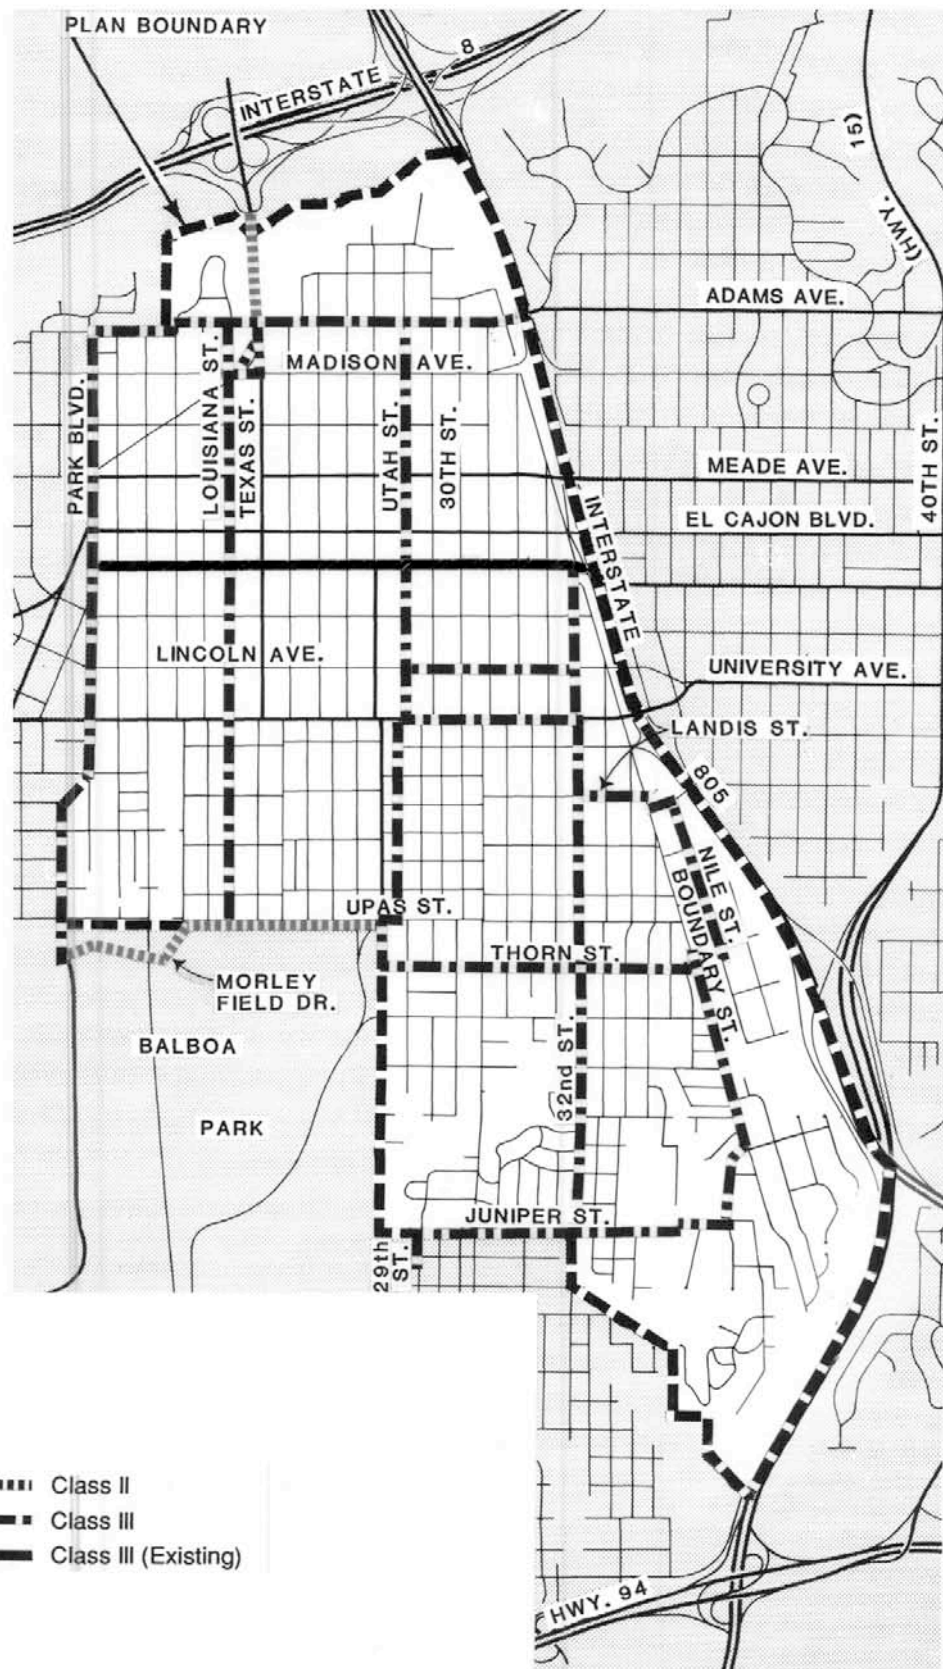 PLAN BOUNDARY
INTERSTATE
8
(HWY.
15)
ADAMS AVE.
MADISON AVE.
PARK BLVD.
LOUISIANA ST.
TEXAS ST.
UTAH ST.
30TH ST.
MEADE AVE.
40TH ST.
EL CAJON BLVD.
INTERSTATE
LINCOLN AVE.
UNIVERSITY AVE.
LANDIS ST.
805
NILE ST.
BOUNDARY ST.
UPAS ST.
THORN ST.
MORLEY
FIELD DR.
BALBOA
PARK
32nd ST.
JUNIPER ST.
29th
ST.
Class II
Class III
Class III (Existing)
HWY. 94